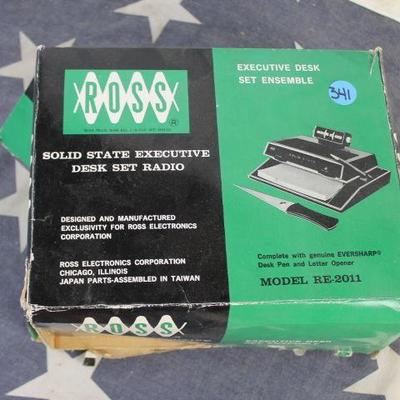 ROSS
®
SOLID STATE EXECUTIVE
DESK SET RADIO
DESIGNED AND MANUFACTURED
EXCLUSIVITY FOR ROSS ELECTRONICS
CORPORATION
ROSS ELECTRONICS CORPORATION
CHICAGO, ILLINOIS
JAPAN PARTS-ASSEMBLED IN TAIWAN
EXECUTIVE DESK
SET ENSEMBLE
341
Complete with genuine EVERSHARP®
Desk Pen and Letter Opener
MODEL RE-2011
ROSS
EXECUTIVE DESK